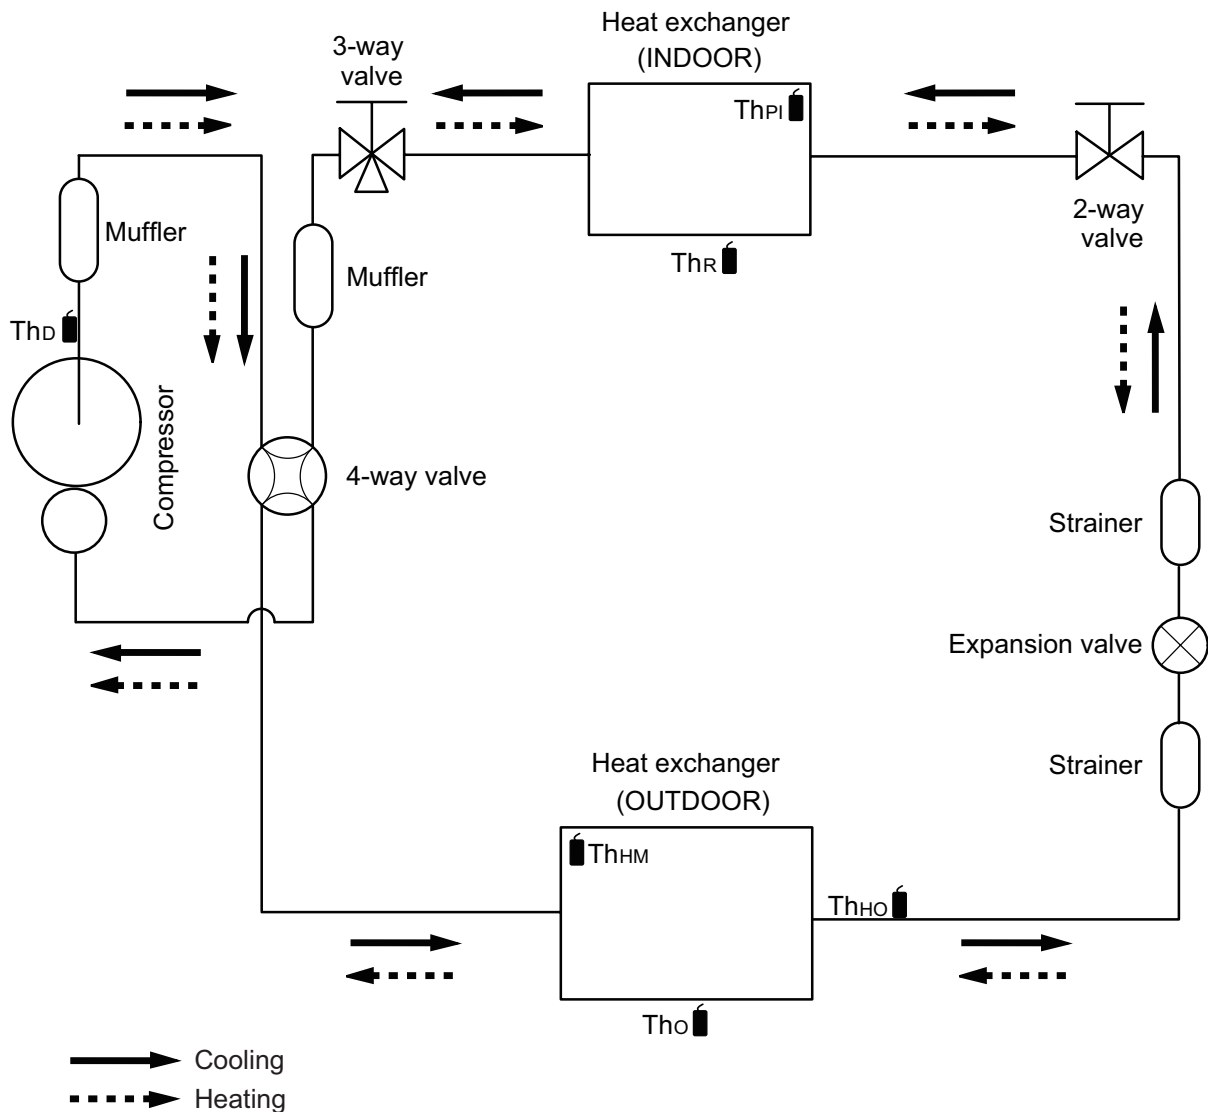 Heat exchanger
(INDOOR)
3-way
valve
ThPI
Muffler
2-way
valve
Muffler
ThR
ThD
Compressor
4-way valve
Strainer
Expansion valve
Strainer
Heat exchanger
(OUTDOOR)
ThHM
ThHO
ThO
Cooling
Heating